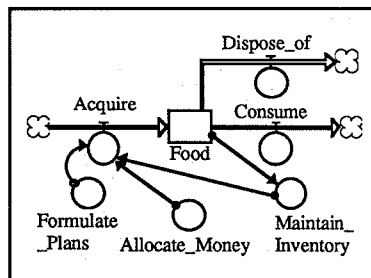 Dispose_of
Acquire
Consume
Food
Formulate
_Plans
Allocate_Money
Maintain_
Inventory